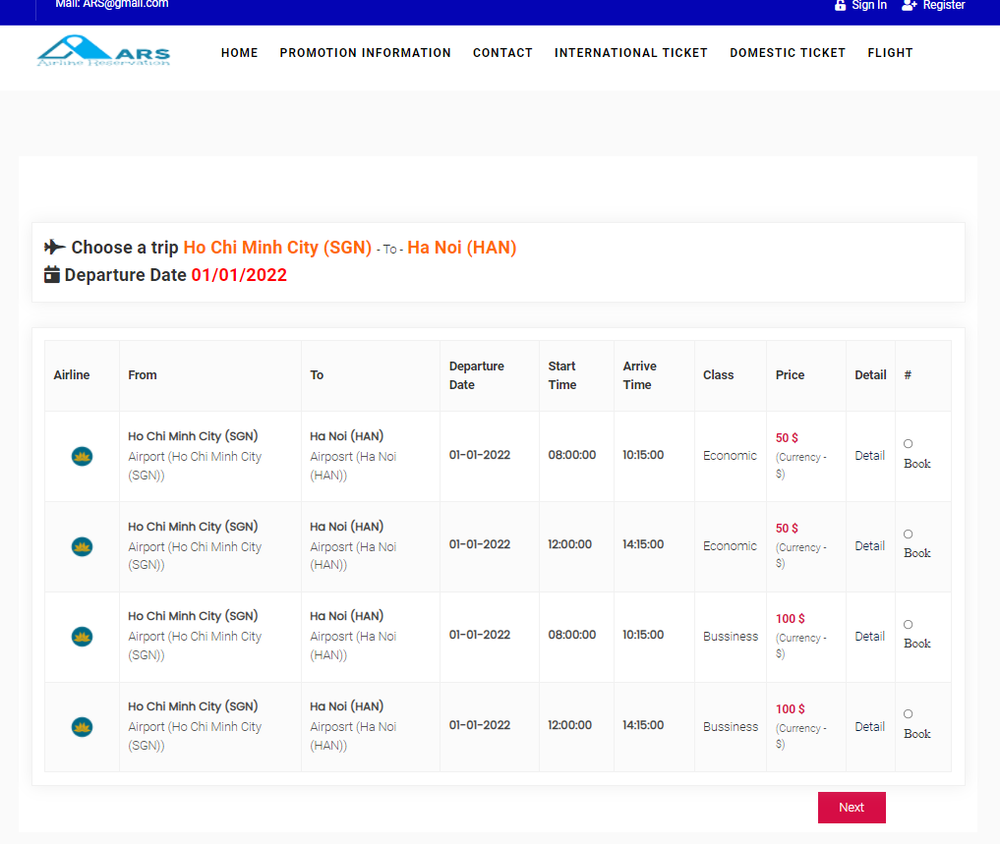 Mail: ARS@gmail.com
Sign In
Register
ARS
Airline Reservation
HOME
PROMOTION INFORMATION
CONTACT
INTERNATIONAL TICKET
DOMESTIC TICKET
FLIGHT
Choose a trip Ho Chi Minh City (SGN) - To - Ha Noi (HAN)
Departure Date 01/01/2022
Airline
From
To
Departure
Date
Start
Time
Arrive
Time
Class
Price
Detail
#
Ho Chi Minh City (SGN)
Airport (Ho Chi Minh City
(SGN))
Ha Noi (HAN)
Airposrt (Ha Noi
(HAN))
01-01-2022
08:00:00
10:15:00
Economic
50 $
(Currency -
$)
Detail
Book
Ho Chi Minh City (SGN)
Airport (Ho Chi Minh City
(SGN))
Ha Noi (HAN)
Airposrt (Ha Noi
(HAN))
01-01-2022
12:00:00
14:15:00
Economic
50 $
(Currency -
$)
Detail
Book
Ho Chi Minh City (SGN)
Airport (Ho Chi Minh City
(SGN))
Ha Noi (HAN)
Airposrt (Ha Noi
(HAN))
01-01-2022
08:00:00
10:15:00
Bussiness
100 $
(Currency -
$)
Detail
Book
Ho Chi Minh City (SGN)
Airport (Ho Chi Minh City
(SGN))
Ha Noi (HAN)
Airposrt (Ha Noi
(HAN))
01-01-2022
12:00:00
14:15:00
Bussiness
100 $
(Currency -
$)
Detail
Book
Next